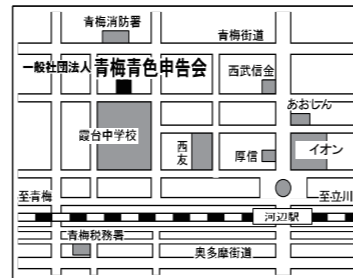 青梅消防署
青梅街道
一般社団法人 青梅青色申告会
西武信金
あおしん
霞台中学校
西友
厚信
イオン
至青梅
至立川
河辺駅
青梅税務署
奥多摩街道